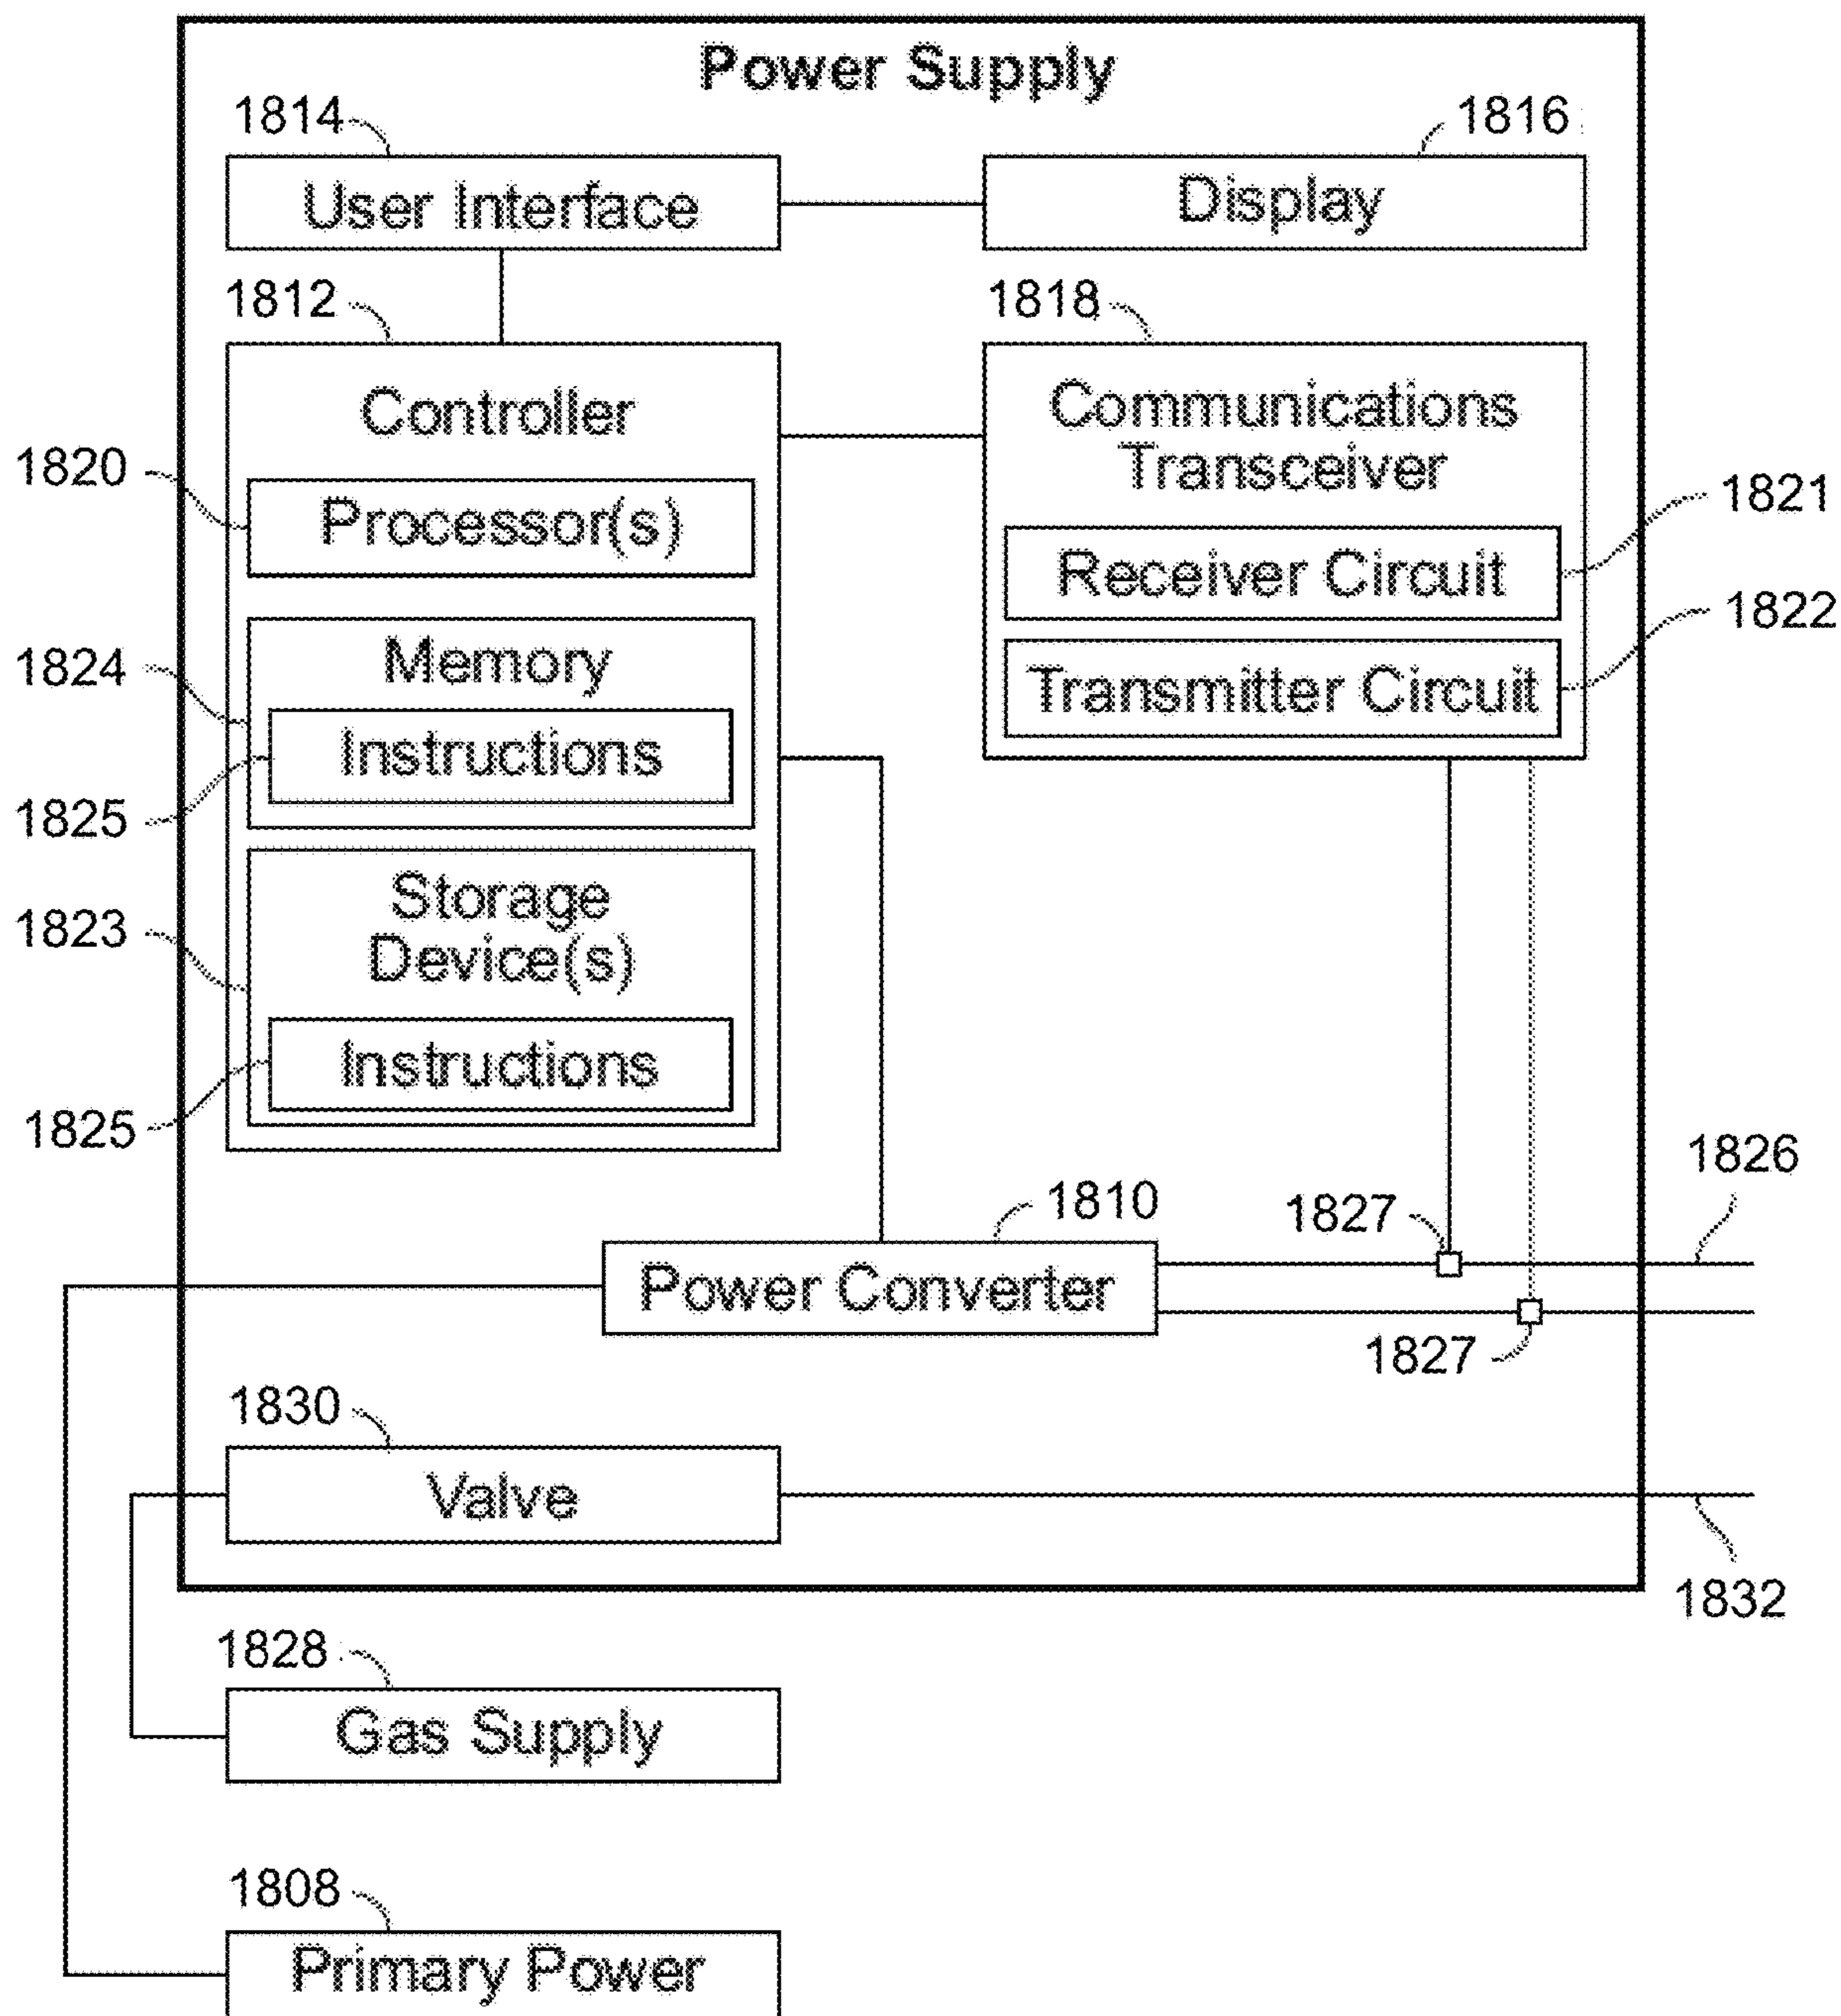 Power Supply
1814
1816
User Interface
Display
1812
1818
Controller
Communications
Transceiver
1820
Processor(s)
1821
Receiver Circuit
1822
1824
Memory
Transmitter Circuit
Instructions
1825
Storage
Device(s)
1823
Instructions
1825
1826
1810
1827
Power Converter
1827
1830
Valve
1832
1828
Gas Supply
1808
Primary Power